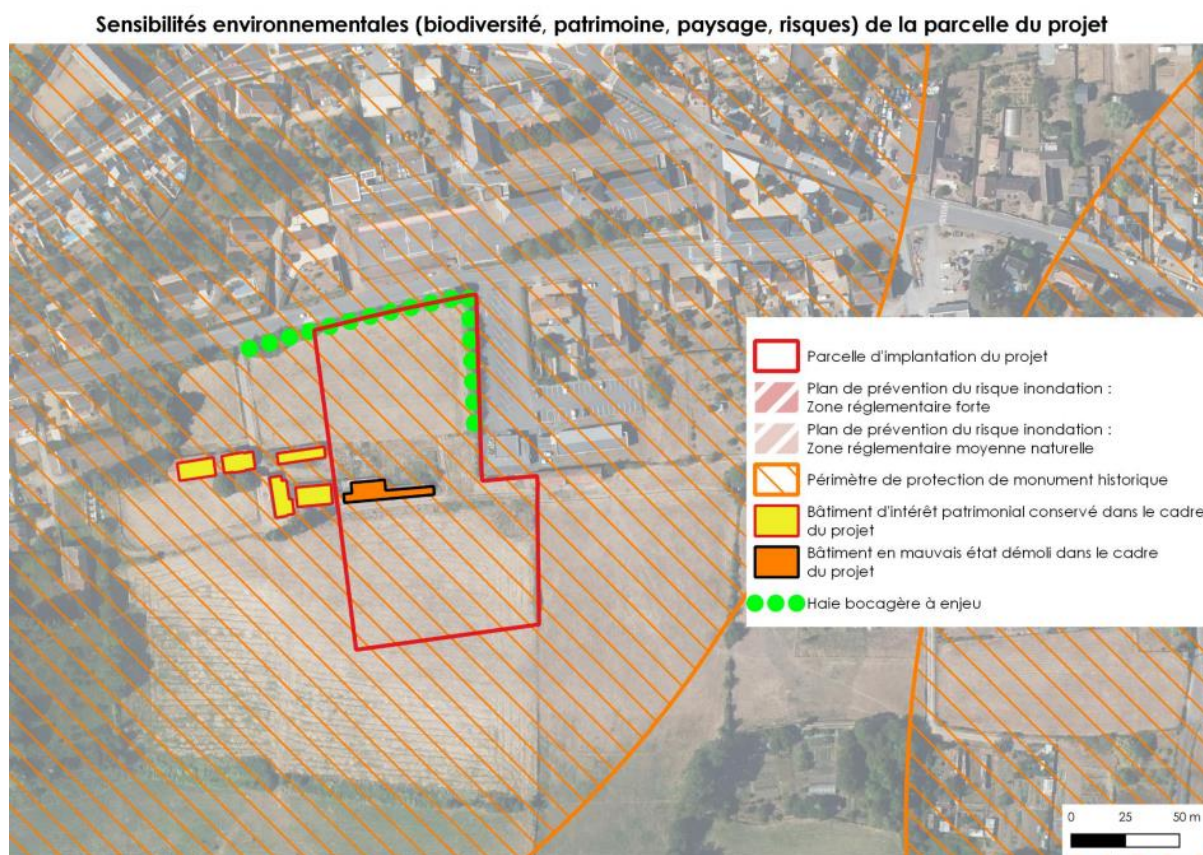 Sensibilités environnementales (biodiversité, patrimoine, paysage, risques) de la parcelle du projet
Parcelle d'implantation du projet
Plan de prévention du risque inondation :
Zone réglementaire forte
Plan de prévention du risque inondation :
Zone réglementaire moyenne naturelle
Périmètre de protection de monument historique
Bâtiment d'intérêt patrimonial conservé dans le cadre
du projet
Bâtiment en mauvais état démoli dans le cadre
du projet
Haie bocagère à enjeu
0 25 50 m